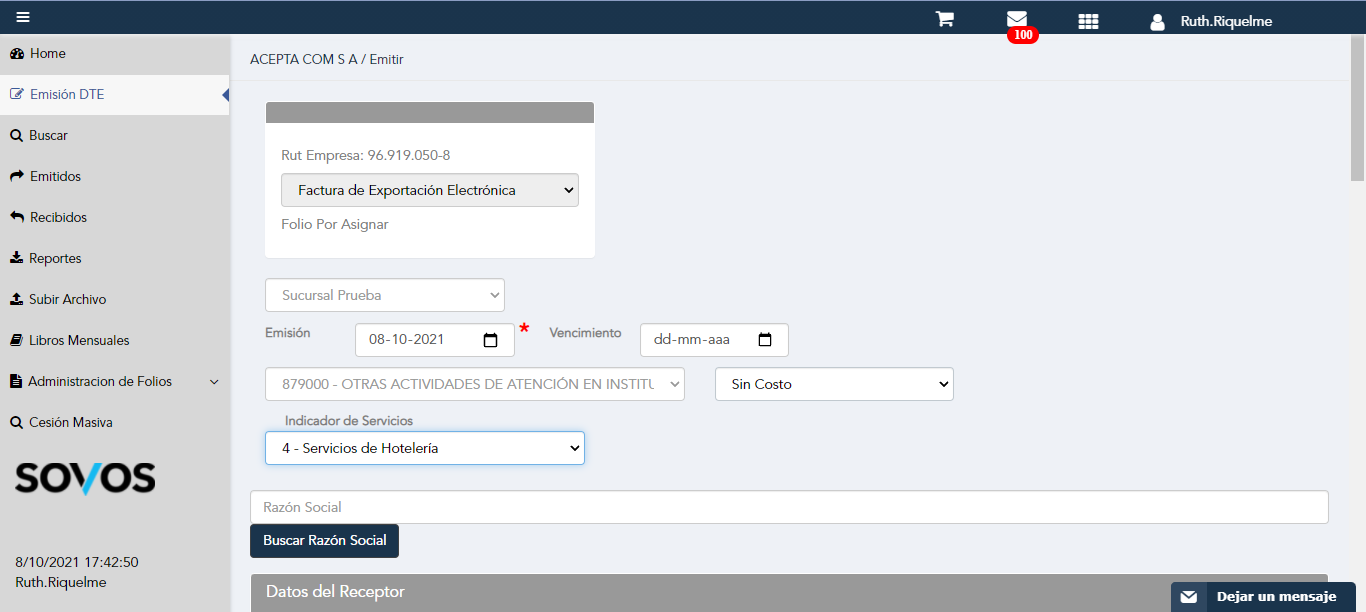 100
Ruth.Riquelme
Home
Emisión DTE
Buscar
Emitidos
Recibidos
Reportes
Subir Archivo
Libros Mensuales
Administracion de Folios
Cesión Masiva
SOVOS
8/10/2021 17:42:50
Ruth.Riquelme
ACEPTA COM S A / Emitir
Rut Empresa: 96.919.050-8
Factura de Exportación Electrónica
Folio Por Asignar
Sucursal Prueba
Emisión 08-10-2021 * Vencimiento dd-mm-aaa
879000 - OTRAS ACTIVIDADES DE ATENCIÓN EN INSTITU Sin Costo
Indicador de Servicios
4 - Servicios de Hotelería
Razón Social
Buscar Razón Social
Datos del Receptor
Dejar un mensaje